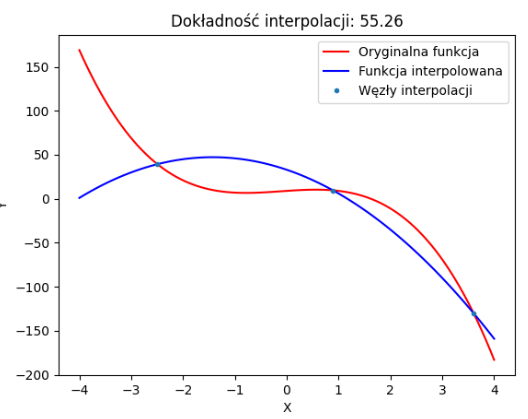 Dokładność interpolacji: 55.26
Oryginalna funkcja
Funkcja interpolowana
Węzły interpolacji
150
100
50
0
−50
−100
−150
−200
−4 −3 −2 −1 0 1 2 3 4
X